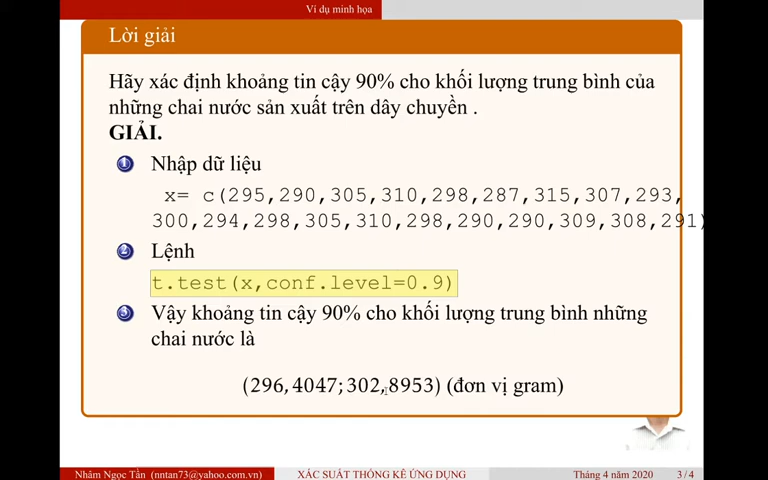 Ví dụ minh họa
Lời giải
Hãy xác định khoảng tin cậy 90% cho khối lượng trung bình của
những chai nước sản xuất trên dây chuyền .
GIẢI.
1 Nhập dữ liệu
x= c(295,290,305,310,298,287,315,307,293,
300,294,298,305,310,298,290,290,309,308,291)
2 Lệnh
t.test(x,conf.level=0.9)
3 Vậy khoảng tin cậy 90% cho khối lượng trung bình những
chai nước là
(296,4047; 302,8953) (đơn vị gram)
Nhâm Ngọc Tần (nntan73@yahoo.com.vn) XÁC SUẤT THỐNG KÊ ỨNG DỤNG Tháng 4 năm 2020 3/4